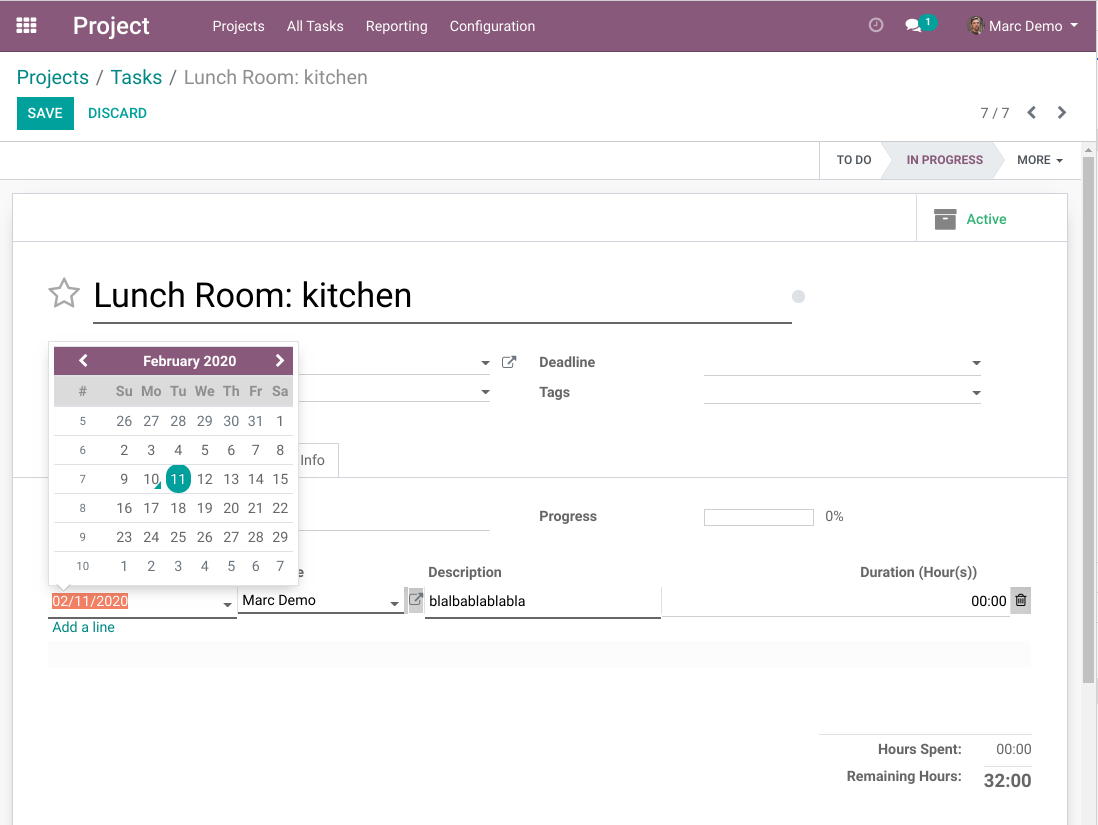 Project Projects All Tasks Reporting Configuration 1 Marc Demo
Projects / Tasks / Lunch Room: kitchen
SAVE DISCARD 7 / 7
TO DO IN PROGRESS MORE
Active
Lunch Room: kitchen
February 2020
Deadline
# Su Mo Tu We Th Fr Sa
Tags
5 26 27 28 29 30 31 1
6 2 3 4 5 6 7 8
Info
7 9 10 11 12 13 14 15
8 16 17 18 19 20 21 22
Progress 0%
9 23 24 25 26 27 28 29
10 1 2 3 4 5 6 7
e Description Duration (Hour(s))
02/11/2020 Marc Demo blalbablablabla 00:00
Add a line
Hours Spent: 00:00
Remaining Hours: 32:00